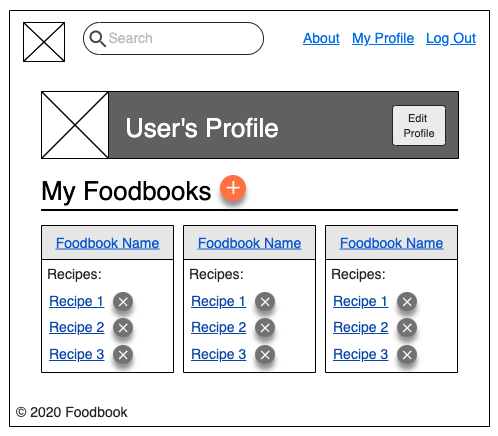 Search
About My Profile Log Out
User's Profile
Edit
Profile
My Foodbooks
Foodbook Name Foodbook Name Foodbook Name
Recipes: Recipes: Recipes:
Recipe 1 Recipe 1 Recipe 1
Recipe 2 Recipe 2 Recipe 2
Recipe 3 Recipe 3 Recipe 3
© 2020 Foodbook